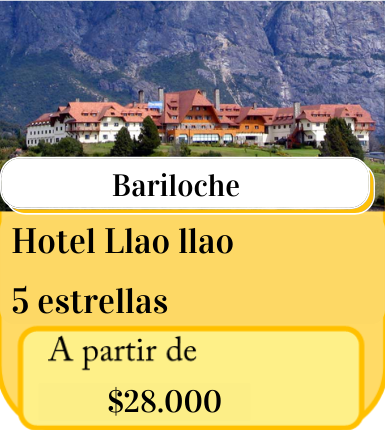 Bariloche
Hotel Llao llao
5 estrellas
A partir de
$28.000